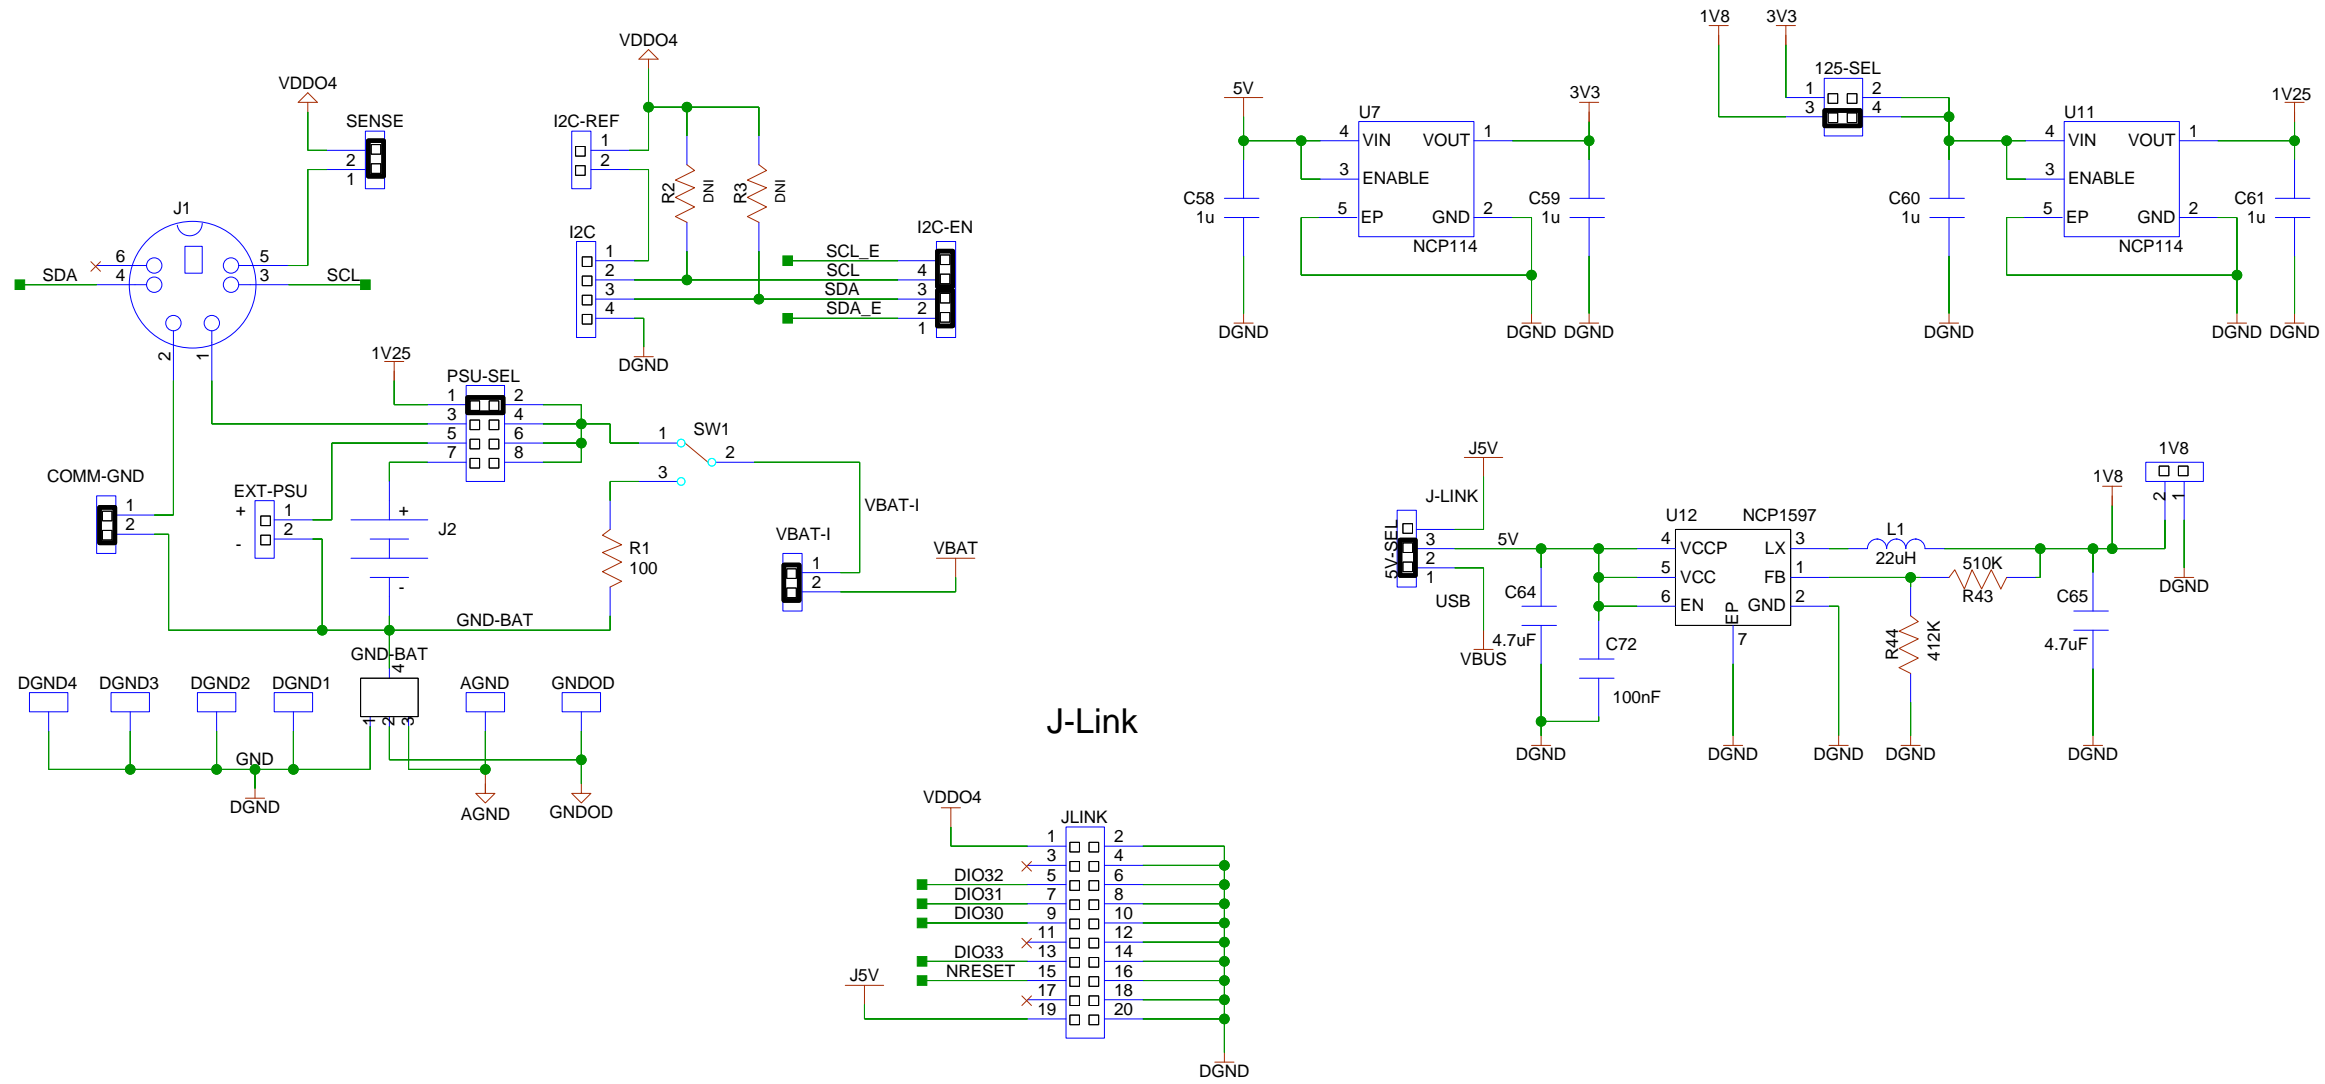 VDDO4
SENSE
2
1
J1
6
4
5
3
SDA
SCL
2
1
VDDO4
I2C-REF
1
2
R2
DNI
R3
DNI
I2C
1
2
3
4
DGND
I2C-EN
SCL_E
SCL
SDA
SDA_E
4
3
2
1
1V25
PSU-SEL
1
3
5
7
2
4
6
8
SW1
1
2
3
COMM-GND
1
2
EXT-PSU
+
-
1
2
+
J2
-
R1
100
VBAT-I
VBAT-I
1
2
VBAT
GND-BAT
GND-BAT
4
1
2
3
DGND4
DGND3
DGND2
DGND1
AGND
GNDOD
GND
DGND
AGND
GNDOD
5V
U7
4
VIN
VOUT
1
3
ENABLE
5
EP
GND
2
NCP114
C58
1u
3V3
C59
1u
DGND
DGND
DGND
1V8
3V3
125-SEL
1
3
2
4
C60
1u
U11
4
VIN
VOUT
1
3
ENABLE
5
EP
GND
2
NCP114
1V25
C61
1u
DGND
DGND
DGND
J5V
J-LINK
5V-SEL
3
2
1
5V
USB
VBUS
C64
4.7uF
C72
100nF
DGND
U12
NCP1597
4
VCCP
LX
3
5
VCC
FB
1
6
EN
GND
2
EP
7
L1
22uH
510K
R43
R44
412K
1V8
1V8
2
1
DGND
C65
4.7uF
DGND
DGND
DGND
DGND
J-Link
VDDO4
JLINK
1
2
3
4
DIO32
5
6
DIO31
7
8
DIO30
9
10
11
12
DIO33
13
14
NRESET
15
16
J5V
17
18
19
20
DGND